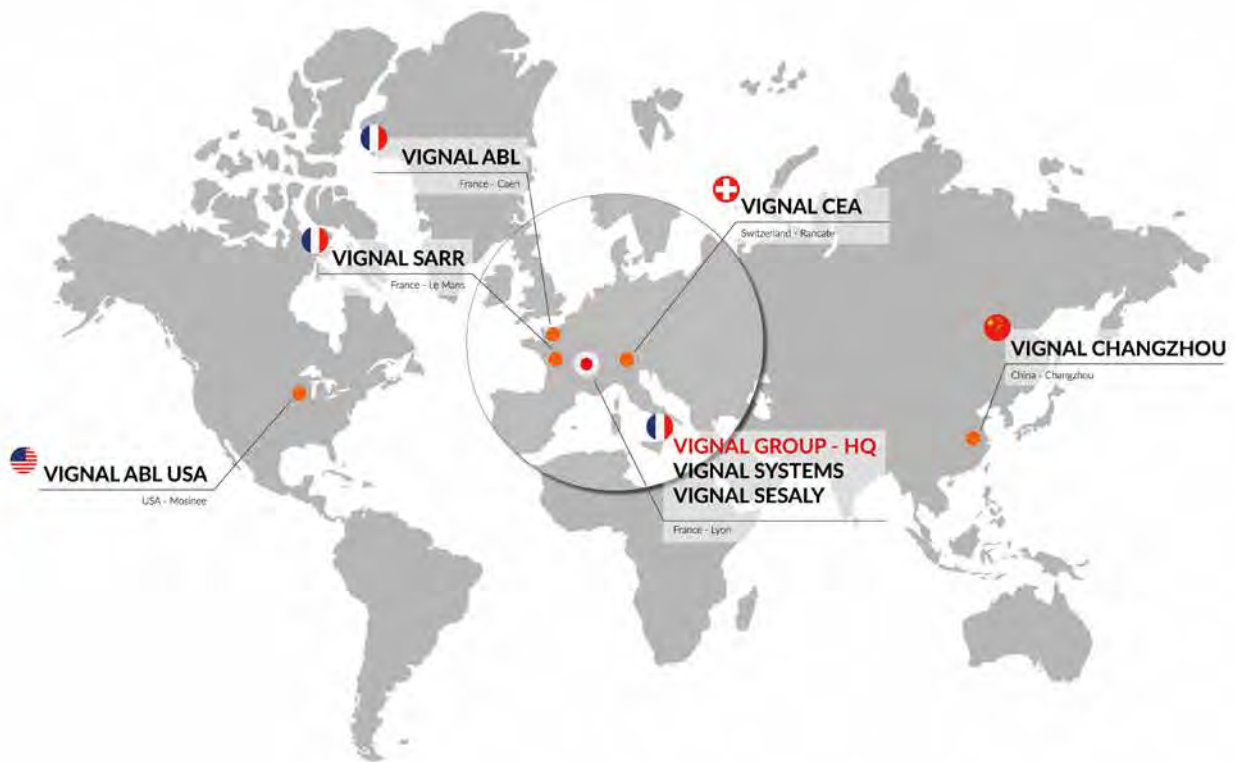 VIGNAL ABL
France - Caen
VIGNAL CEA
Switzerland - Rancate
VIGNAL SARR
France - Le Mans
VIGNAL CHANGZHOU
China - Changzhou
VIGNAL GROUP - HQ
VIGNAL SYSTEMS
VIGNAL SESALY
France - Lyon
VIGNAL ABL USA
USA - Mosinee